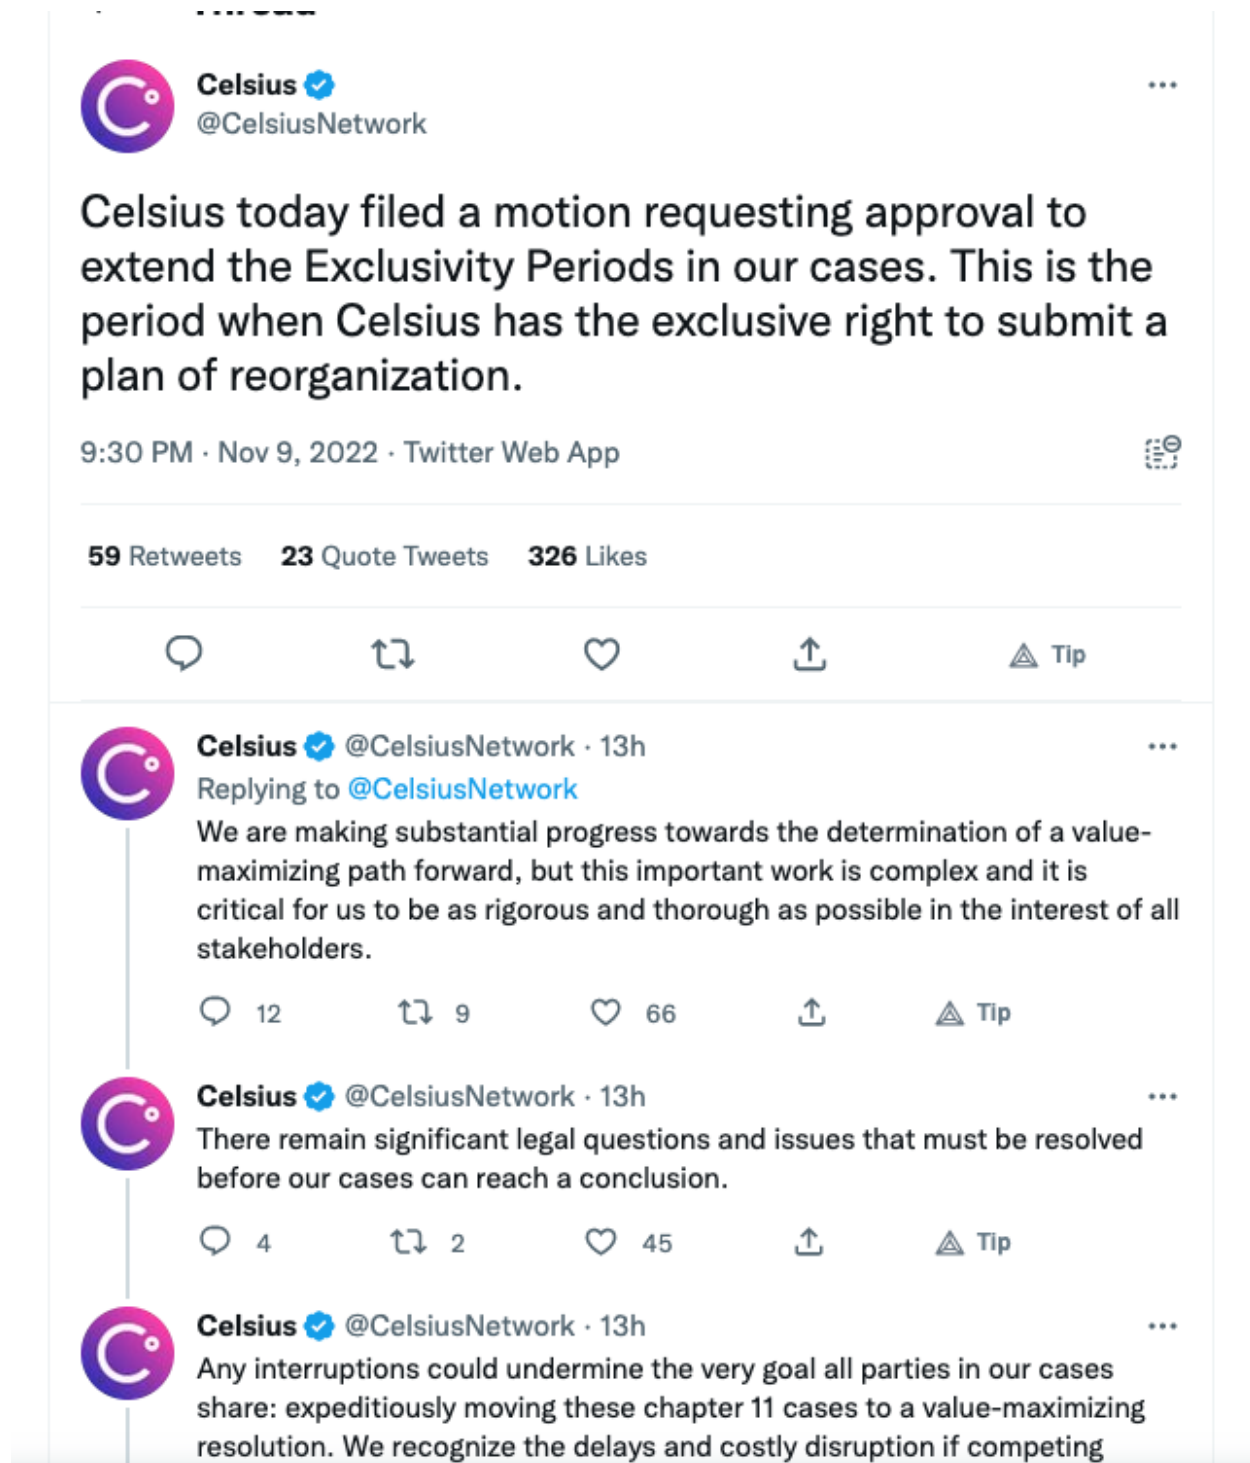 Thread
Celsius
@CelsiusNetwork
Celsius today filed a motion requesting approval to
extend the Exclusivity Periods in our cases. This is the
period when Celsius has the exclusive right to submit a
plan of reorganization.
9:30 PM · Nov 9, 2022 · Twitter Web App
59 Retweets 23 Quote Tweets 326 Likes
Tip
Celsius @CelsiusNetwork · 13h
Replying to @CelsiusNetwork
We are making substantial progress towards the determination of a value-
maximizing path forward, but this important work is complex and it is
critical for us to be as rigorous and thorough as possible in the interest of all
stakeholders.
12 9 66 Tip
Celsius @CelsiusNetwork · 13h
There remain significant legal questions and issues that must be resolved
before our cases can reach a conclusion.
4 2 45 Tip
Celsius @CelsiusNetwork · 13h
Any interruptions could undermine the very goal all parties in our cases
share: expeditiously moving these chapter 11 cases to a value-maximizing
resolution. We recognize the delays and costly disruption if competing